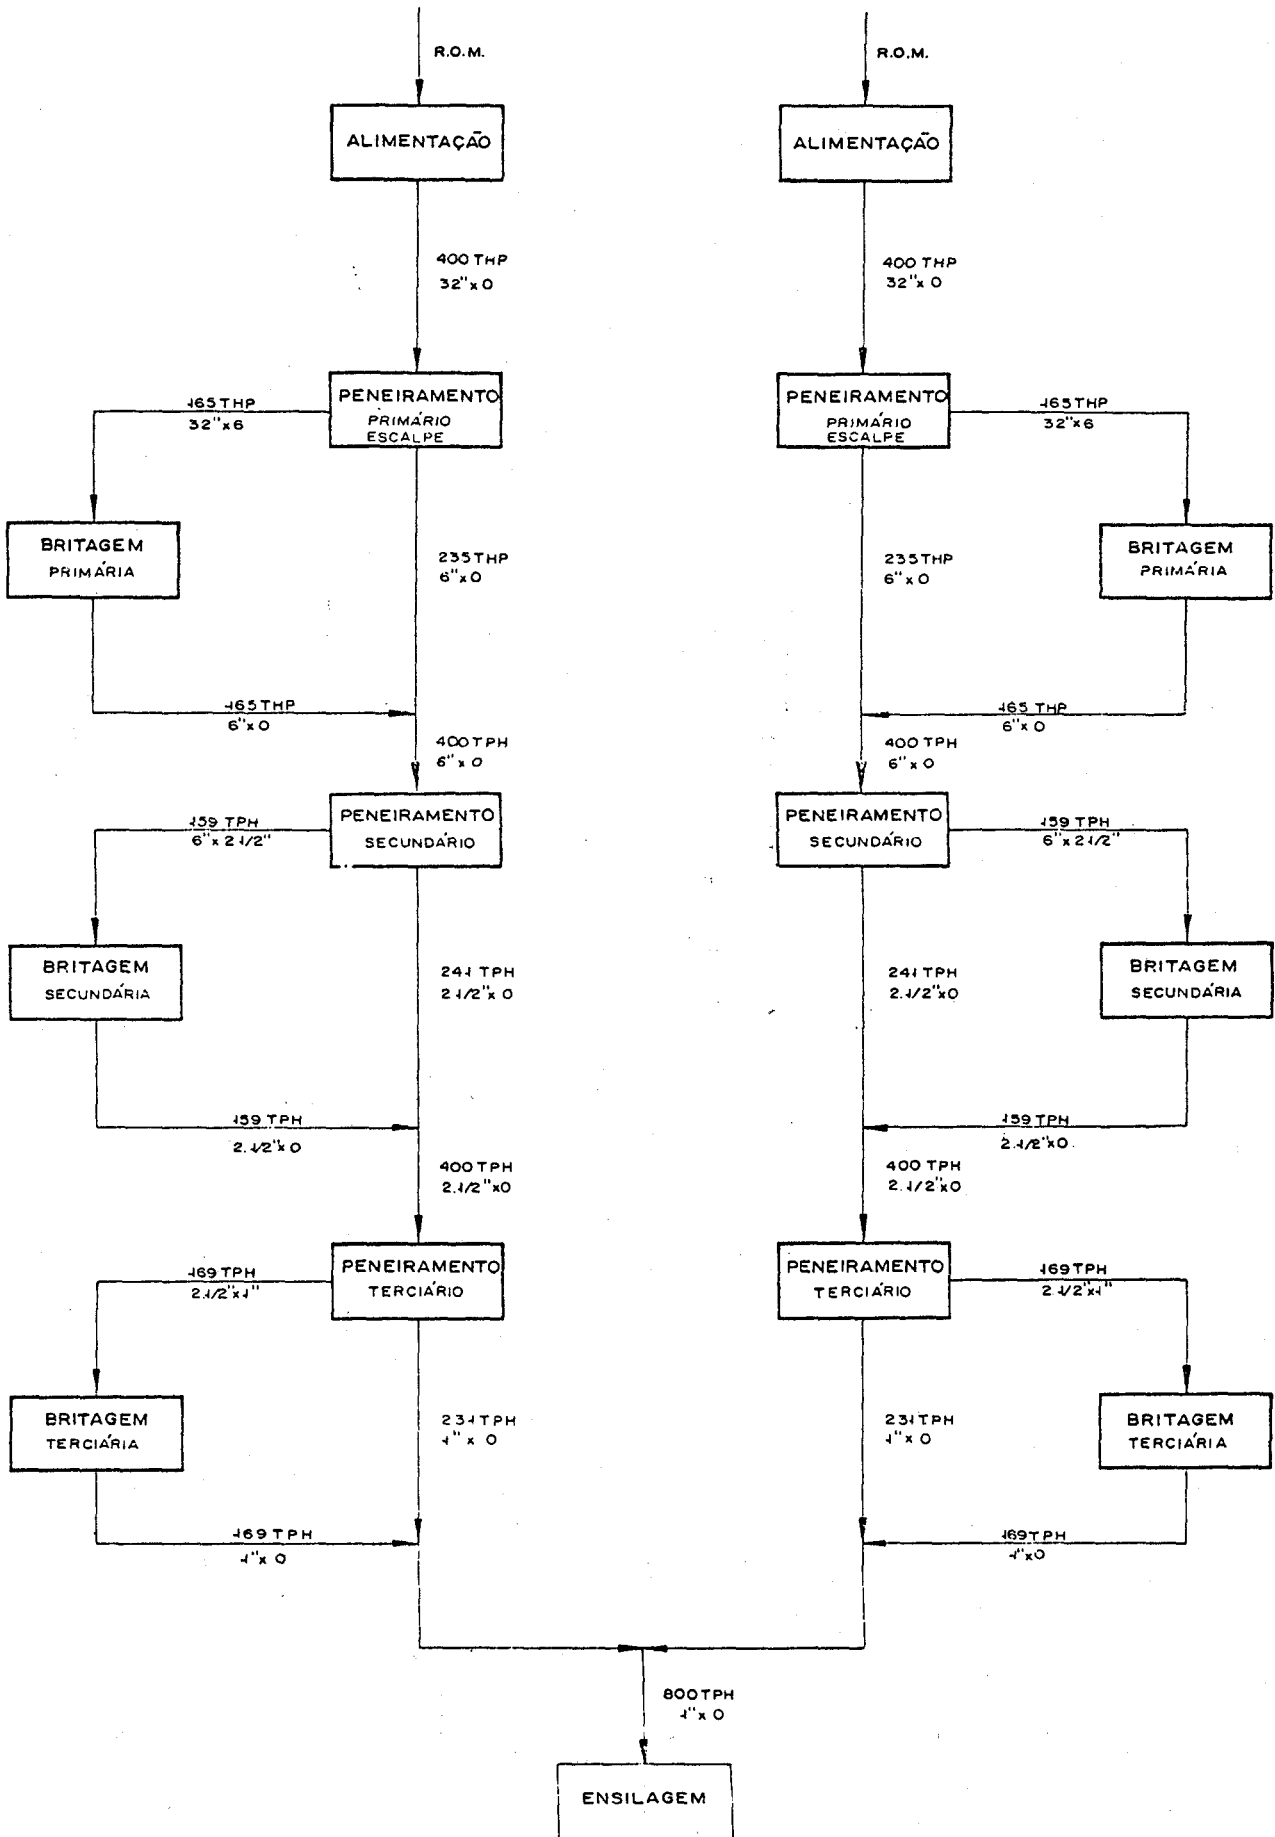 R.O.M.
R.O.M.
ALIMENTAÇÃO
ALIMENTAÇÃO
400 THP
32"x 0
400 THP
32"x 0
PENEIRAMENTO
PRIMÁRIO
ESCALPE
PENEIRAMENTO
PRIMÁRIO
ESCALPE
165 THP
32"x6
165 THP
32"x6
BRITAGEM
PRIMÁRIA
BRITAGEM
PRIMÁRIA
235 THP
6"x 0
235 THP
6"x 0
165 THP
6"x 0
165 THP
6"x 0
400 TPH
6"x 0
400 TPH
6"x 0
PENEIRAMENTO
SECUNDÁRIO
PENEIRAMENTO
SECUNDÁRIO
159 TPH
6"x 2 1/2"
159 TPH
6"x 2 1/2"
BRITAGEM
SECUNDÁRIA
BRITAGEM
SECUNDÁRIA
241 TPH
2.1/2"x 0
241 TPH
2.1/2"x0
159 TPH
2.1/2"x 0
159 TPH
2.1/2"x0.
400 TPH
2.1/2"x0
400 TPH
2.1/2"x0
PENEIRAMENTO
TERCIÁRIO
PENEIRAMENTO
TERCIÁRIO
169 TPH
2.1/2"x1"
169 TPH
2.1/2"x1"
BRITAGEM
TERCIÁRIA
BRITAGEM
TERCIÁRIA
231 TPH
1"x 0
231 TPH
1"x 0
169 TPH
1"x 0
169 TPH
1"x0
800 TPH
1"x 0
ENSILAGEM